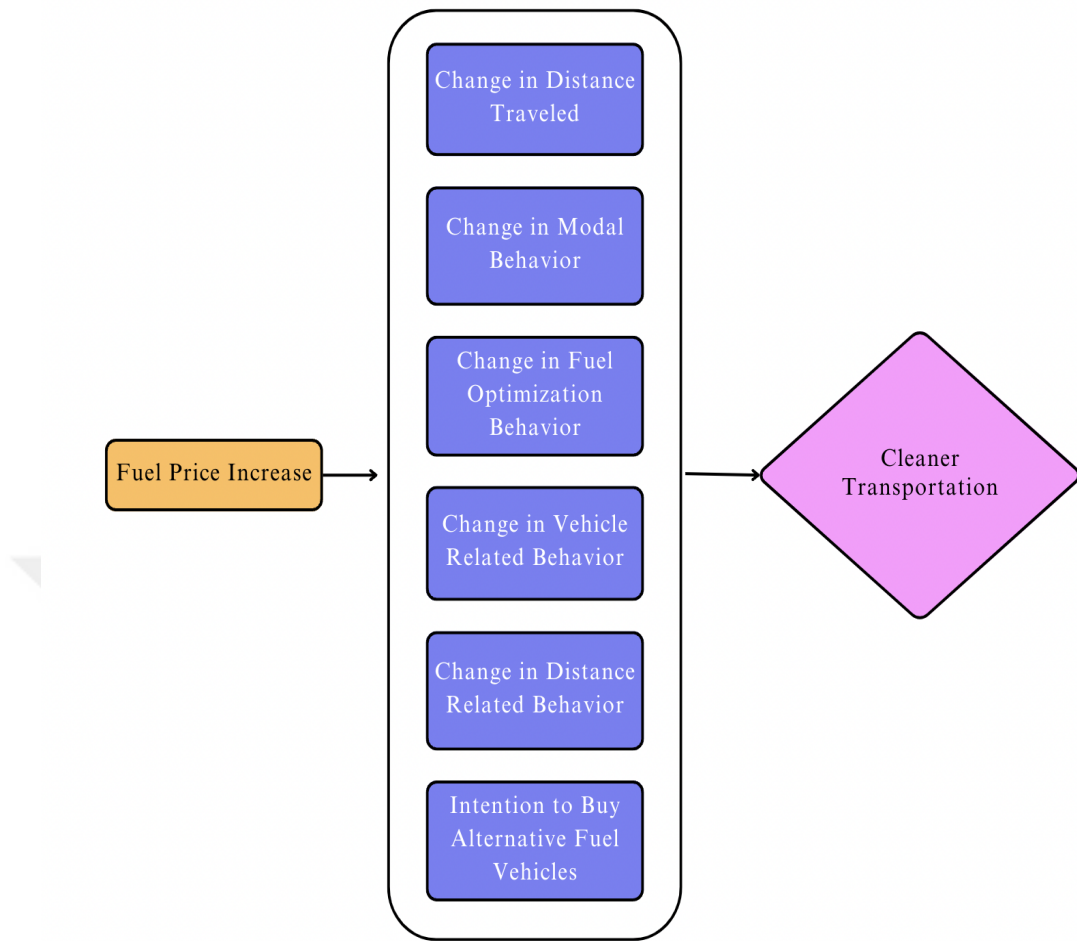 Change in Distance
Traveled
Change in Modal
Behavior
Change in Fuel
Optimization
Behavior
Fuel Price Increase
Cleaner
Transportation
Change in Vehicle
Related Behavior
Change in Distance
Related Behavior
Intention to Buy
Alternative Fuel
Vehicles